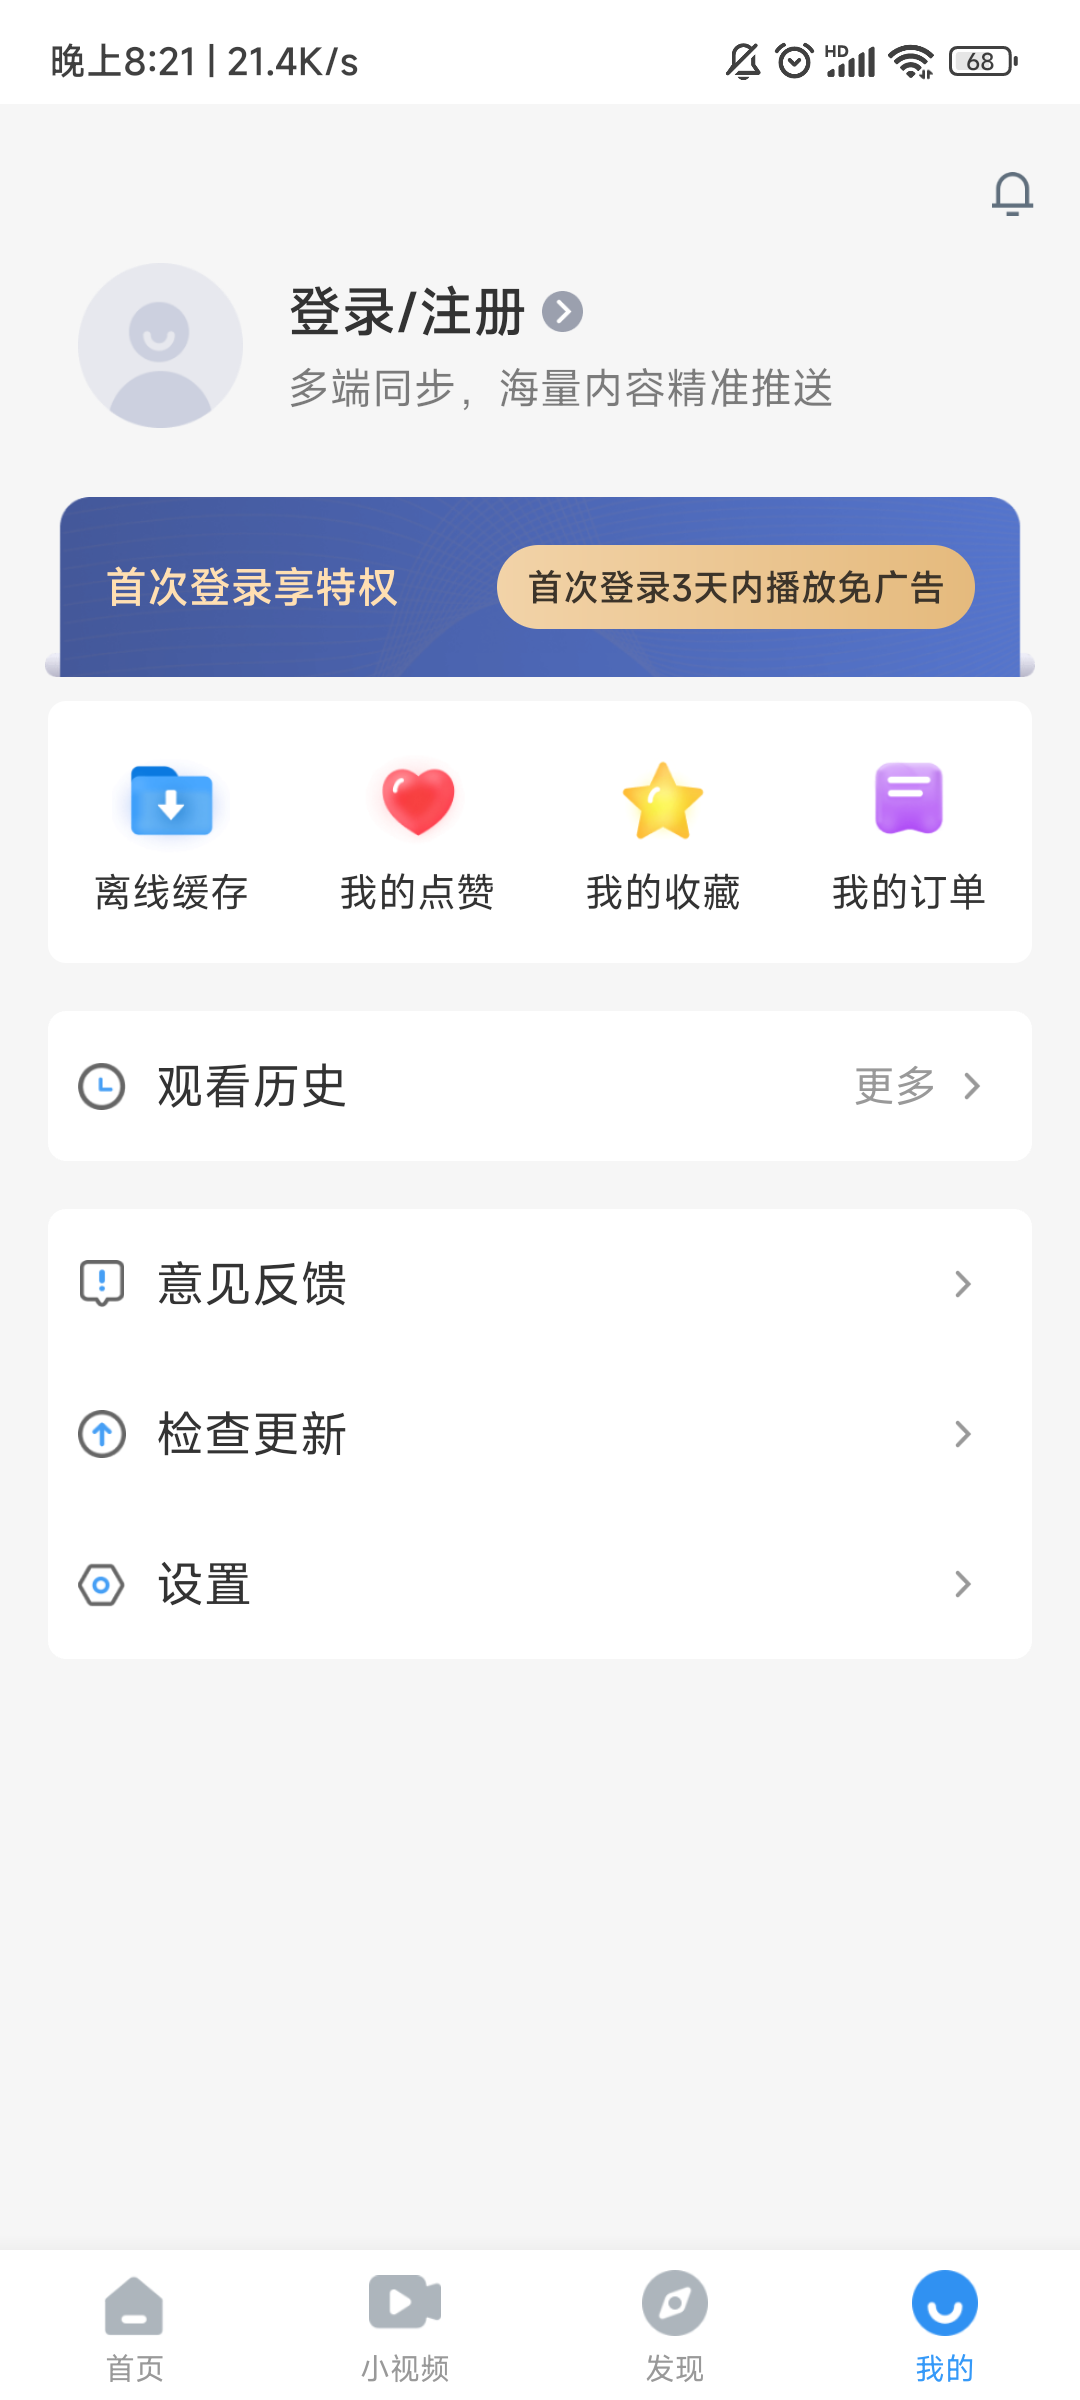 晚上8:21 | 21.4K/s
HD
68
登录/注册
多端同步，海量内容精准推送
首次登录享特权
首次登录3天内播放免广告
离线缓存
我的点赞
我的收藏
我的订单
观看历史
更多
意见反馈
检查更新
设置
首页
小视频
发现
我的